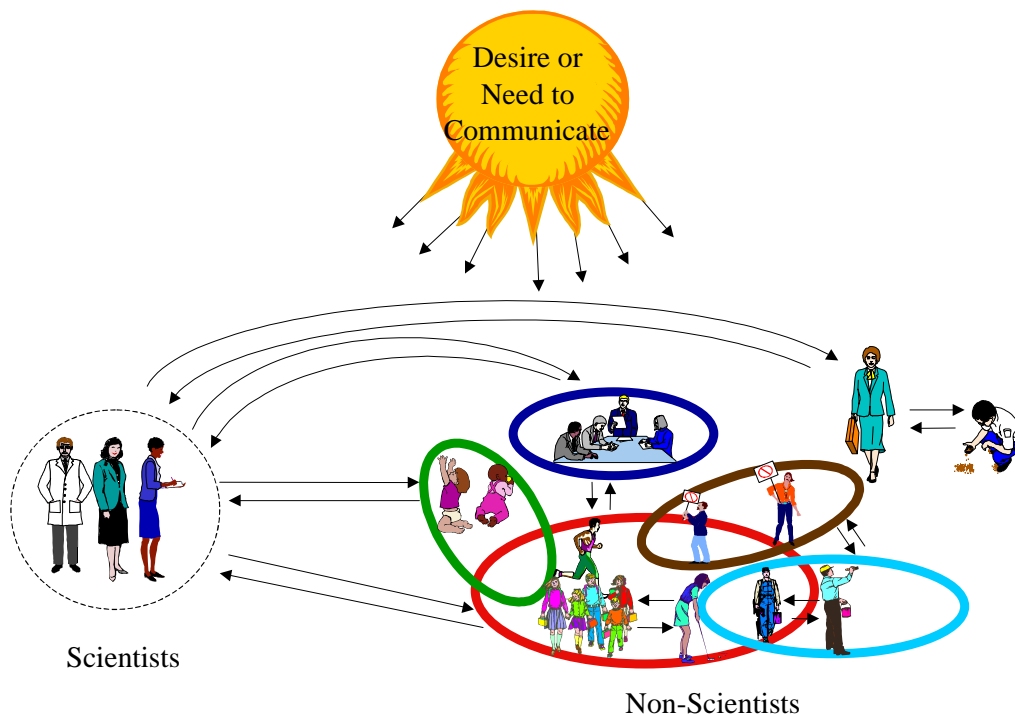 Desire or
Need to
Communicate
Scientists
Non-Scientists